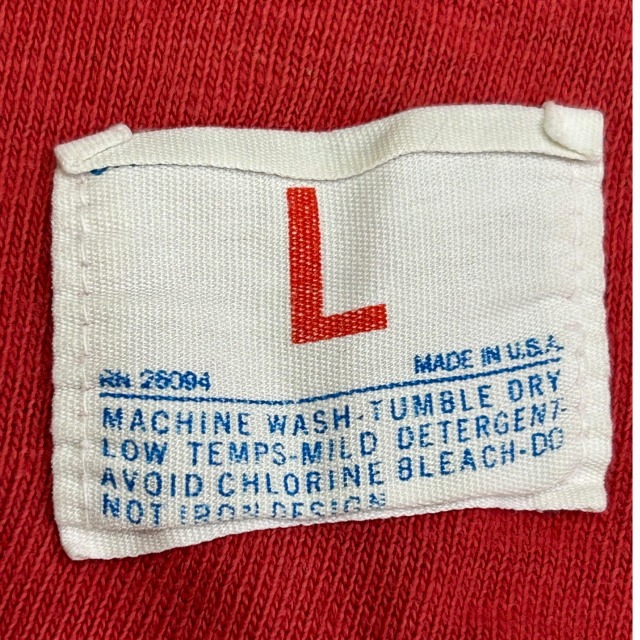 L
RN 26094
MADE IN U.S.A.
MACHINE WASH-TUMBLE DRY
LOW TEMPS-MILD DETERGENT-
AVOID CHLORINE BLEACH-DO
NOT IRON DESIGN